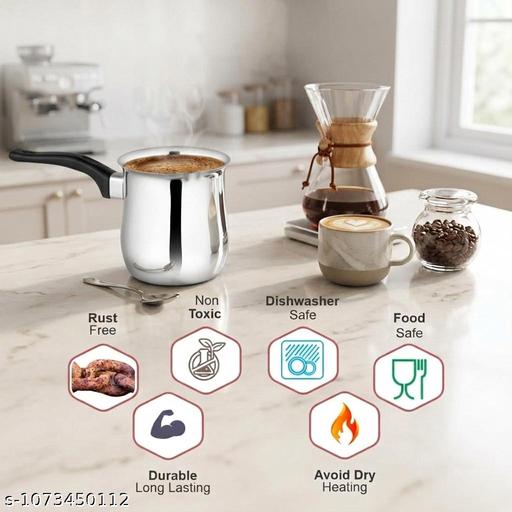 Rust
Free
Non
Toxic
Dishwasher
Safe
Food
Safe
Durable
Long Lasting
Avoid Dry
Heating
s-1073450112